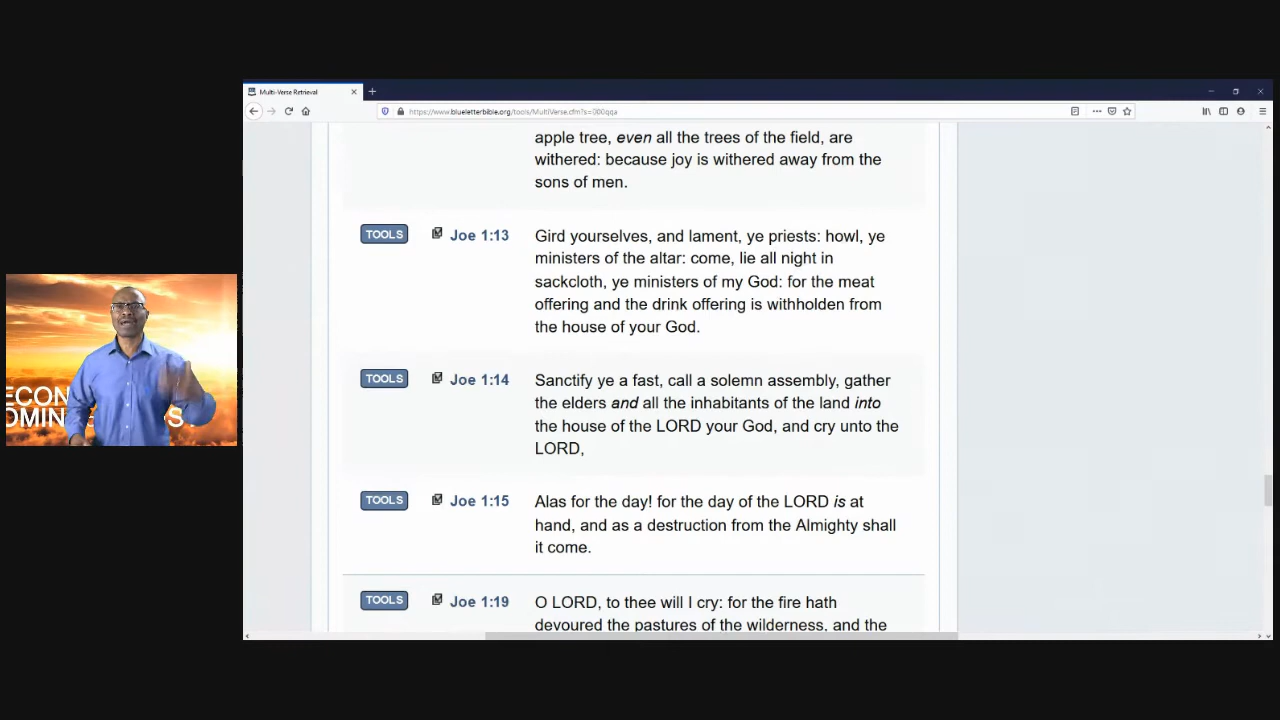 Multi-Verse Retrieval
https://www.blueletterbible.org/tools/MultiVerse.cfm?s=000qqa
apple tree, even all the trees of the field, are
withered: because joy is withered away from the
sons of men.
TOOLS Joe 1:13 Gird yourselves, and lament, ye priests: howl, ye
ministers of the altar: come, lie all night in
sackcloth, ye ministers of my God: for the meat
offering and the drink offering is withholden from
the house of your God.
TOOLS Joe 1:14 Sanctify ye a fast, call a solemn assembly, gather
the elders and all the inhabitants of the land into
the house of the LORD your God, and cry unto the
LORD,
TOOLS Joe 1:15 Alas for the day! for the day of the LORD is at
hand, and as a destruction from the Almighty shall
it come.
TOOLS Joe 1:19 O LORD, to thee will I cry: for the fire hath
devoured the pastures of the wilderness, and the
ECON
OMIN
S